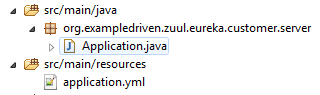 src/main/java
org.exampledriven.zuul.eureka.customer.server
Application.java
src/main/resources
application.yml